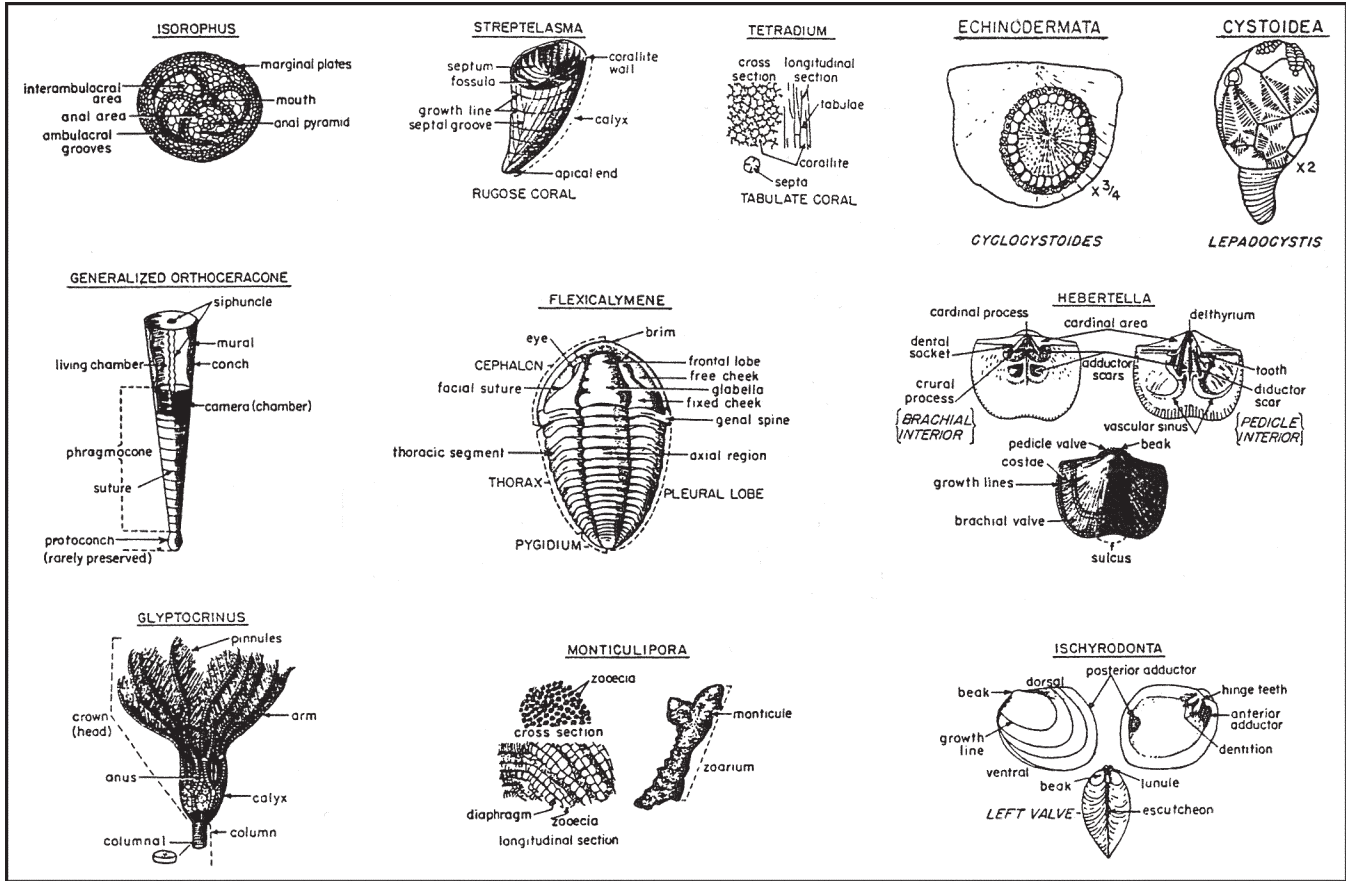 ISOROPHUS
marginal plates
interambulacral
area
mouth
anal area
anal pyramid
ambulacral
grooves
STREPTELASMA
septum
fossula
corallite
wall
growth line
septal groove
calyx
apical end
RUGOSE CORAL
TETRADIUM
cross
section
longitudinal
section
tabulae
corallite
septa
TABULATE CORAL
ECHINODERMATA
X 3/4
CYCLOCYSTOIDES
CYSTOIDEA
X2
LEPADOCYSTIS
GENERALIZED ORTHOCERACONE
siphuncle
mural
living chamber
conch
camera (chamber)
phragmocone
suture
protoconch
(rarely preserved)
FLEXICALYMENE
eye
brim
CEPHALON
frontal lobe
facial suture
free cheek
glabella
fixed cheek
genal spine
thoracic segment
axial region
THORAX
PLEURAL LOBE
PYGIDIUM
HEBERTELLA
cardinal process
cardinal area
delthyrium
dental
socket
adductor
scars
tooth
crural
process
diductor
scar
{BRACHIAL
INTERIOR}
vascular sinus
{PEDICLE
INTERIOR}
pedicle valve
beak
costae
growth lines
brachial valve
f
sulcus
GLYPTOCRINUS
pinnules
crown
(head)
arm
anus
calyx
columnal
column
MONTICULIPORA
zooecia
cross section
monticule
zoarium
diaphragm
zooecia
longitudinal section
ISCHYRODONTA
beak
dorsal
posterior adductor
hinge teeth
growth
line
anterior
adductor
dentition
ventral
beak
lunule
LEFT VALVE
escutcheon